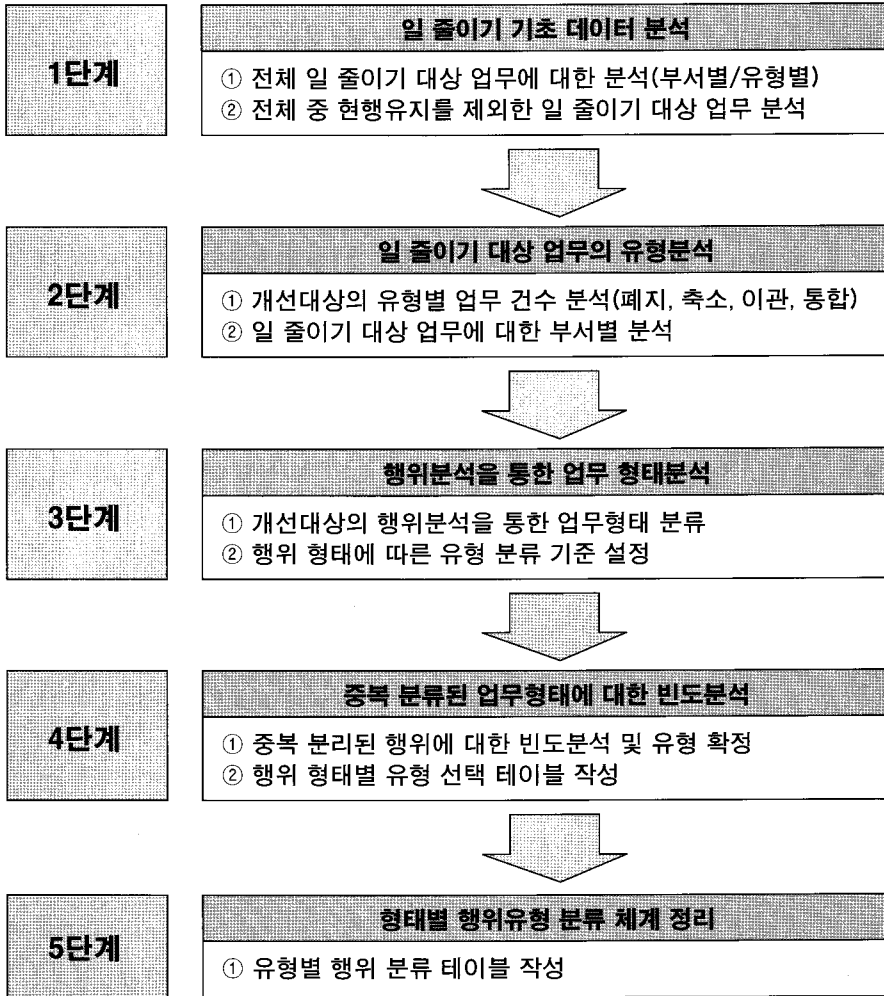 일 줄이기 기초 데이터 분석
1단계
① 전체 일 줄이기 대상 업무에 대한 분석(부서별/유형별)
② 전체 중 현행유지를 제외한 일 줄이기 대상 업무 분석
일 줄이기 대상 업무의 유형분석
2단계
① 개선대상의 유형별 업무 건수 분석(폐지, 축소, 이관, 통합)
② 일 줄이기 대상 업무에 대한 부서별 분석
행위분석을 통한 업무 형태분석
3단계
① 개선대상의 행위분석을 통한 업무형태 분류
② 행위 형태에 따른 유형 분류 기준 설정
중복 분류된 업무형태에 대한 빈도분석
4단계
① 중복 분리된 행위에 대한 빈도분석 및 유형 확정
② 행위 형태별 유형 선택 테이블 작성
형태별 행위유형 분류 체계 정리
5단계
① 유형별 행위 분류 테이블 작성